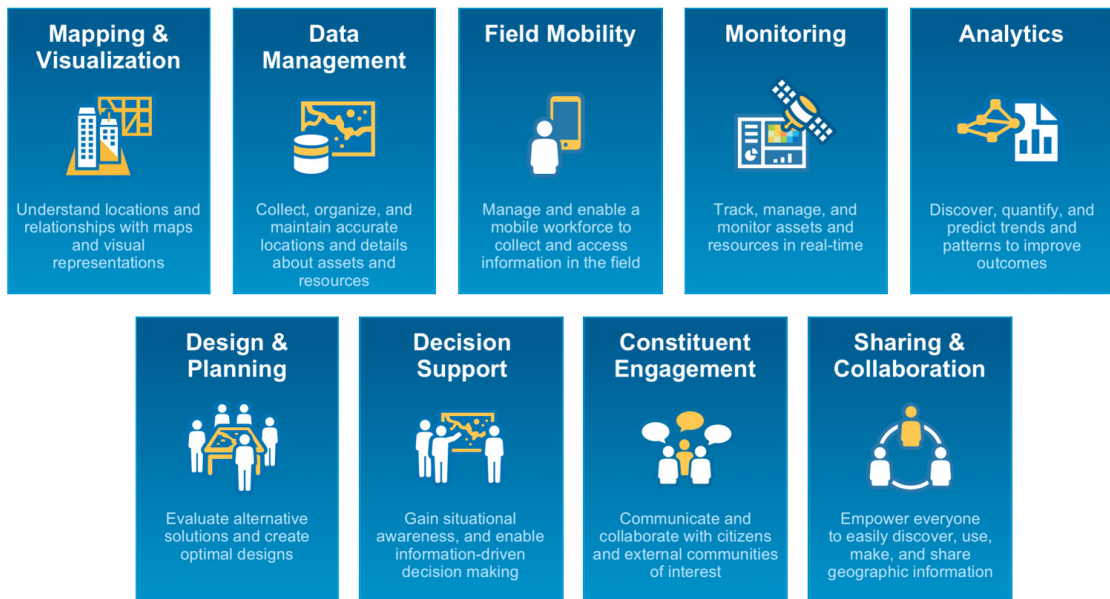 Mapping &
Visualization
Understand locations and
relationships with maps
and visual
representations
Data
Management
Collect, organize, and
maintain accurate
locations and details
about assets and
resources
Field Mobility
Manage and enable a
mobile workforce to
collect and access
information in the field
Monitoring
Track, manage, and
monitor assets and
resources in real-time
Analytics
Discover, quantify, and
predict trends and
patterns to improve
outcomes
Design &
Planning
Evaluate alternative
solutions and create
optimal designs
Decision
Support
Gain situational
awareness, and enable
information-driven
decision making
Constituent
Engagement
Communicate and
collaborate with citizens
and external communities
of interest
Sharing &
Collaboration
Empower everyone
to easily discover, use,
make, and share
geographic information